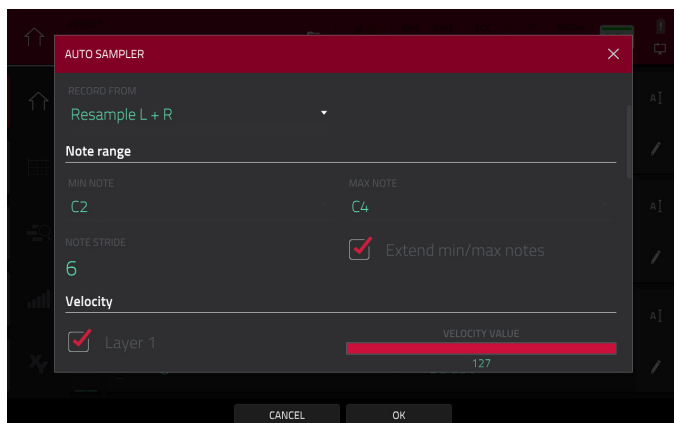 AUTO SAMPLER
RECORD FROM
Resample L + R
Note range
MIN NOTE
MAX NOTE
C2
C4
NOTE STRIDE
Extend min/max notes
6
Velocity
Layer 1
VELOCITY VALUE
127
CANCEL
OK